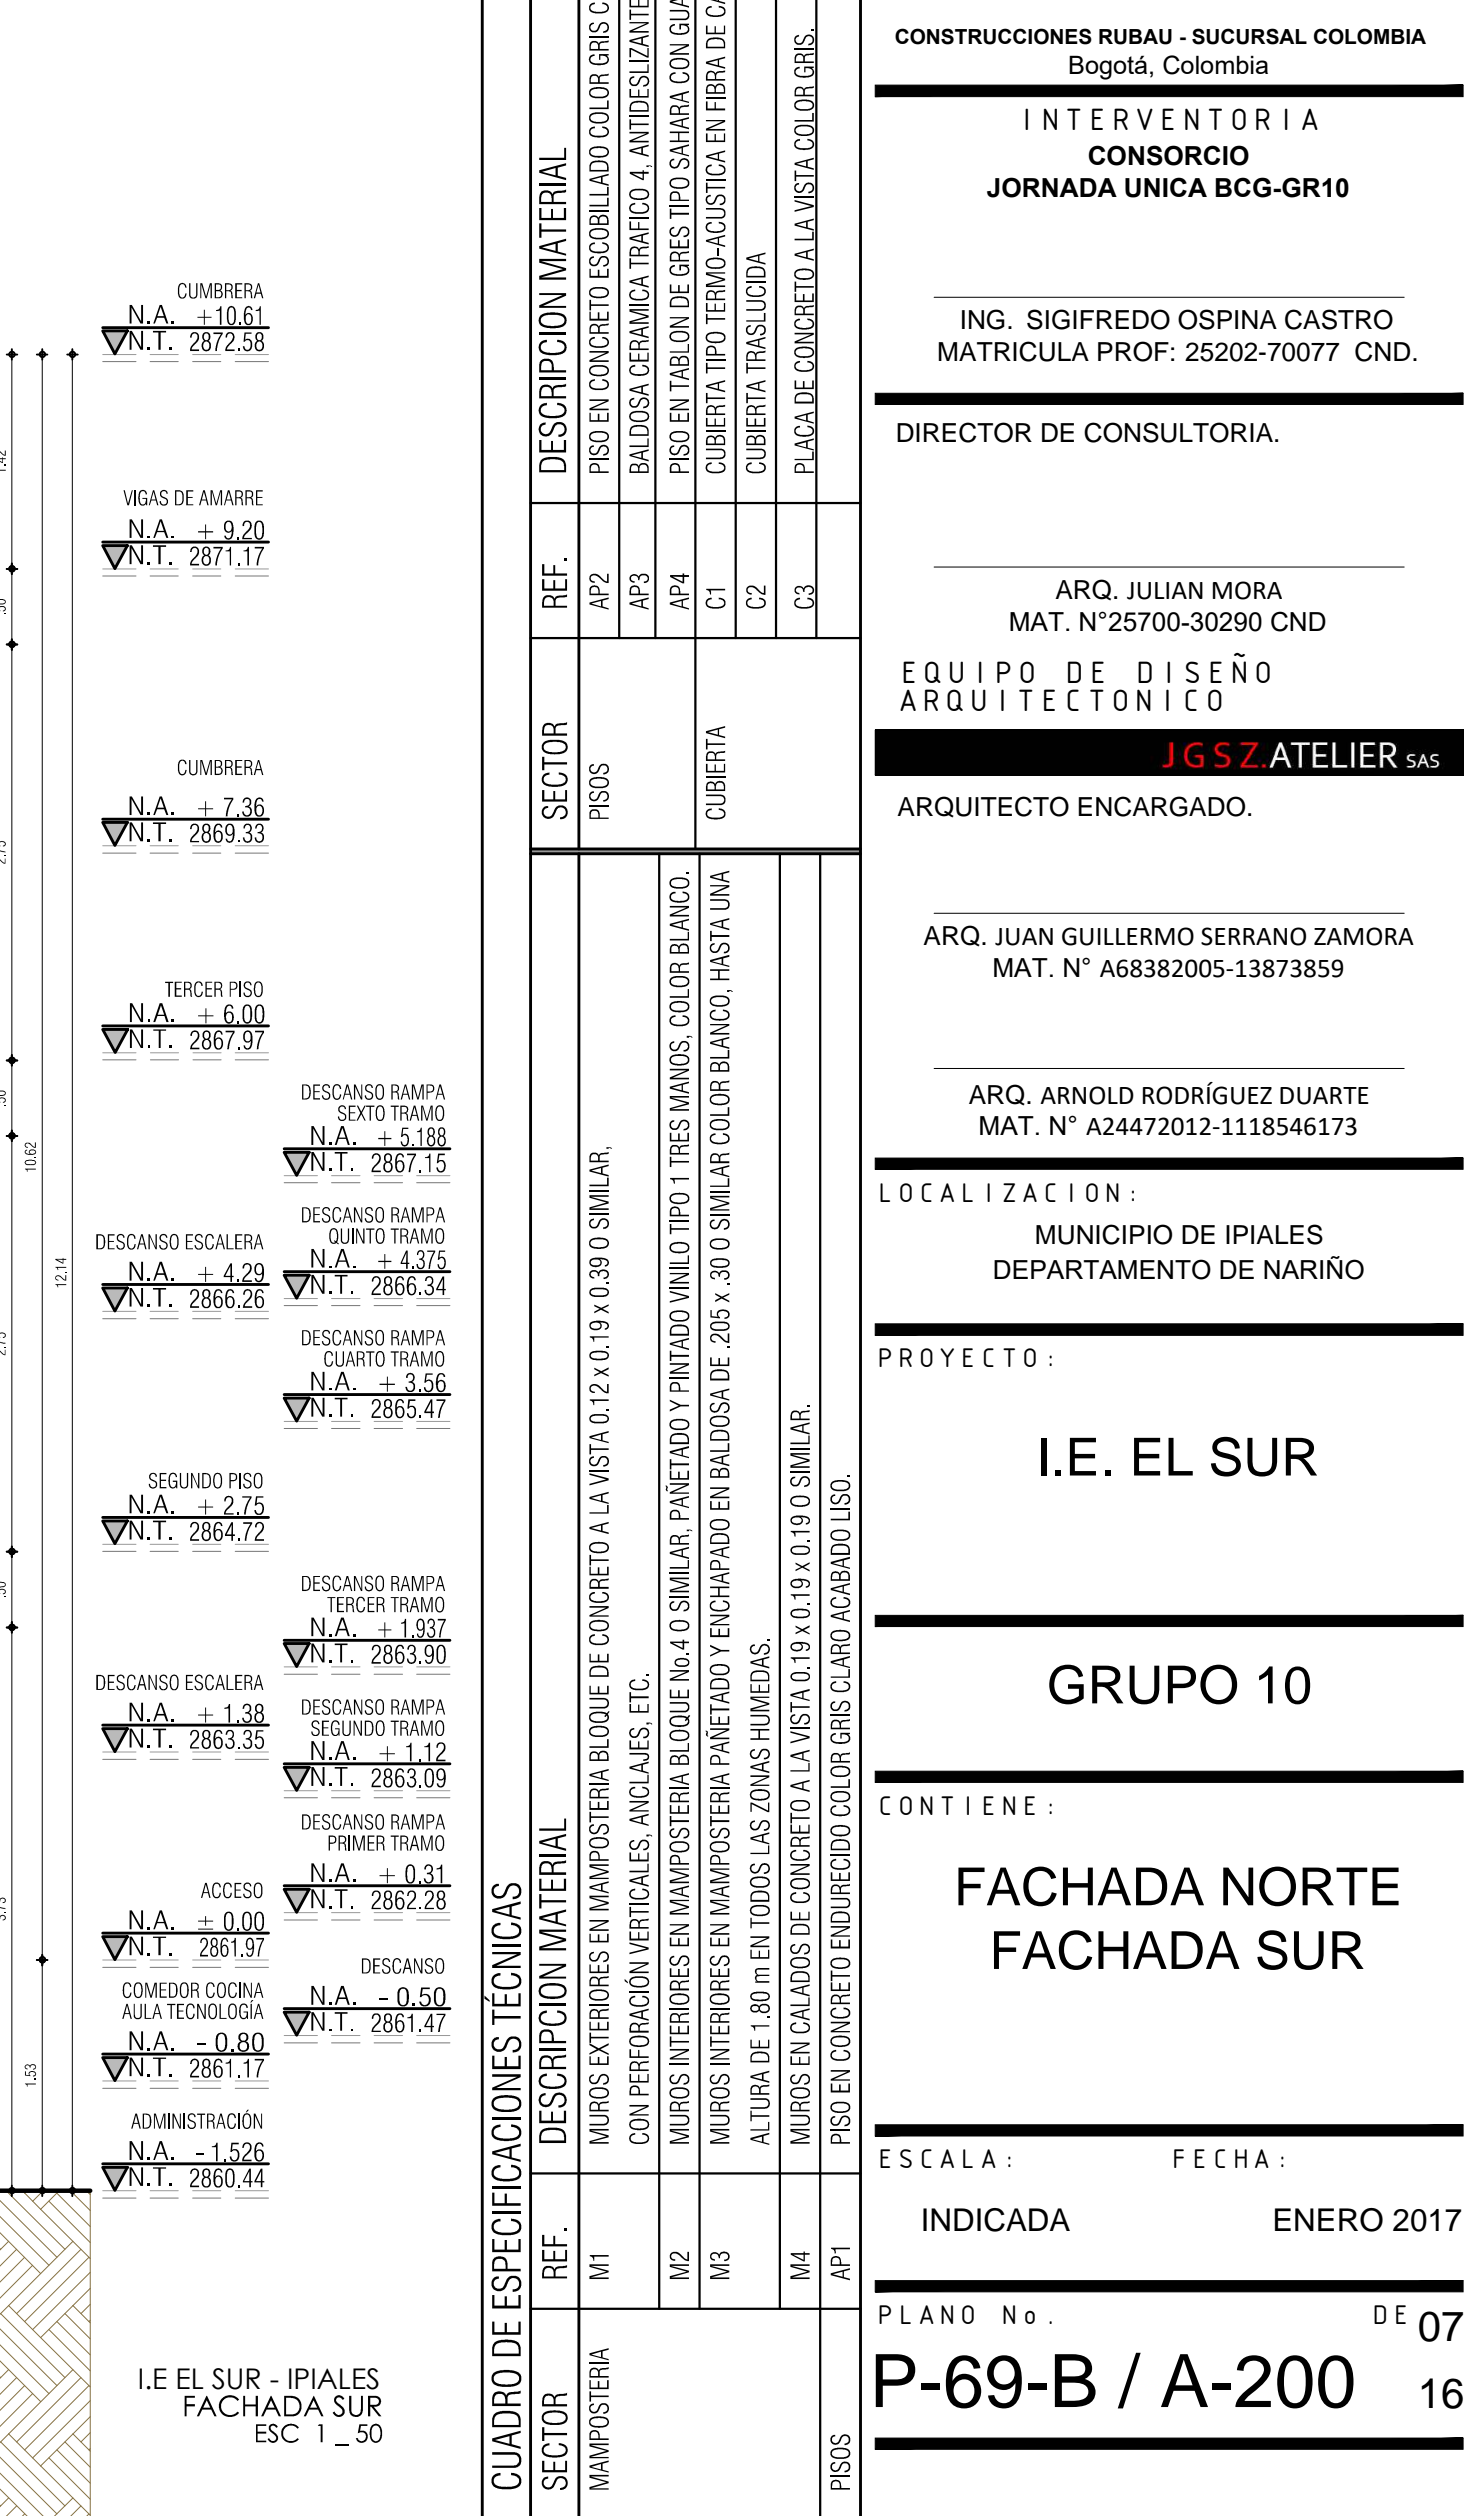 CUMBRERA
N.A. +10.61
N.T. 2872.58
VIGAS DE AMARRE
N.A. + 9.20
N.T. 2871.17
CUMBRERA
N.A. + 7.36
N.T. 2869.33
TERCER PISO
N.A. + 6.00
N.T. 2867.97
DESCANSO RAMPA
SEXTO TRAMO
N.A. + 5.188
N.T. 2867.15
DESCANSO RAMPA
QUINTO TRAMO
N.A. + 4.375
N.T. 2866.34
DESCANSO ESCALERA
N.A. + 4.29
N.T. 2866.26
DESCANSO RAMPA
CUARTO TRAMO
N.A. + 3.56
N.T. 2865.47
SEGUNDO PISO
N.A. + 2.75
N.T. 2864.72
DESCANSO RAMPA
TERCER TRAMO
N.A. + 1.937
N.T. 2863.90
DESCANSO ESCALERA
N.A. + 1.38
N.T. 2863.35
DESCANSO RAMPA
SEGUNDO TRAMO
N.A. + 1.12
N.T. 2863.09
DESCANSO RAMPA
PRIMER TRAMO
N.A. + 0.31
N.T. 2862.28
ACCESO
N.A. ± 0.00
N.T. 2861.97
DESCANSO
N.A. - 0.50
N.T. 2861.47
COMEDOR COCINA
AULA TECNOLOGÍA
N.A. - 0.80
N.T. 2861.17
ADMINISTRACIÓN
N.A. - 1.526
N.T. 2860.44
10.62
12.14
1.53
I.E EL SUR - IPIALES
FACHADA SUR
ESC 1 _ 50
CUADRO DE ESPECIFICACIONES TÉCNICAS
SECTOR REF. DESCRIPCION MATERIAL SECTOR REF. DESCRIPCION MATERIAL
MAMPOSTERIA M1 MUROS EXTERIORES EN MAMPOSTERIA BLOQUE DE CONCRETO A LA VISTA 0.12 x 0.19 x 0.39 O SIMILAR,
CON PERFORACIÓN VERTICALES, ANCLAJES, ETC.
M2 MUROS INTERIORES EN MAMPOSTERIA BLOQUE No.4 O SIMILAR, PAÑETADO Y PINTADO VINILO TIPO 1 TRES MANOS, COLOR BLANCO.
M3 MUROS INTERIORES EN MAMPOSTERIA PAÑETADO Y ENCHAPADO EN BALDOSA DE .205 x .30 O SIMILAR COLOR BLANCO, HASTA UNA
ALTURA DE 1.80 m EN TODOS LAS ZONAS HUMEDAS.
M4 MUROS EN CALADOS DE CONCRETO A LA VISTA 0.19 x 0.19 x 0.19 O SIMILAR.
PISOS AP1 PISO EN CONCRETO ENDURECIDO COLOR GRIS CLARO ACABADO LISO.
PISOS AP2 PISO EN CONCRETO ESCOBILLADO COLOR GRIS
AP3 BALDOSA CERAMICA TRAFICO 4, ANTIDESLIZANTE
AP4 PISO EN TABLON DE GRES TIPO SAHARA CON
CUBIERTA C1 CUBIERTA TIPO TERMO-ACUSTICA EN FIBRA DE
C2 CUBIERTA TRASLUCIDA
C3 PLACA DE CONCRETO A LA VISTA COLOR GRIS.
CONSTRUCCIONES RUBAU - SUCURSAL COLOMBIA
Bogotá, Colombia
INTERVENTORIA
CONSORCIO
JORNADA UNICA BCG-GR10
ING. SIGIFREDO OSPINA CASTRO
MATRICULA PROF: 25202-70077 CND.
DIRECTOR DE CONSULTORIA.
ARQ. JULIAN MORA
MAT. N°25700-30290 CND
EQUIPO DE DISEÑO
ARQUITECTONICO
JGSZ.ATELIER SAS
ARQUITECTO ENCARGADO.
ARQ. JUAN GUILLERMO SERRANO ZAMORA
MAT. N° A68382005-13873859
ARQ. ARNOLD RODRÍGUEZ DUARTE
MAT. N° A24472012-1118546173
LOCALIZACION:
MUNICIPIO DE IPIALES
DEPARTAMENTO DE NARIÑO
PROYECTO:
I.E. EL SUR
GRUPO 10
CONTIENE:
FACHADA NORTE
FACHADA SUR
ESCALA: FECHA:
INDICADA ENERO 2017
PLANO No. DE 07
P-69-B / A-200 16